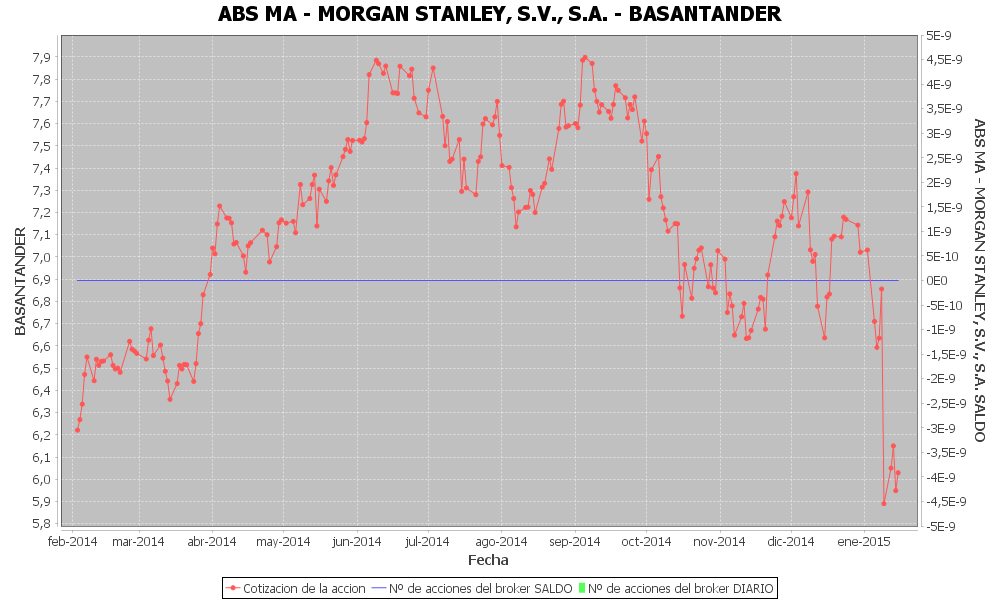 ABS MA - MORGAN STANLEY, S.V., S.A. - BASANTANDER
BASANTANDER
7,9
7,8
7,7
7,6
7,5
7,4
7,3
7,2
7,1
7,0
6,9
6,8
6,7
6,6
6,5
6,4
6,3
6,2
6,1
6,0
5,9
5,8
5E-9
4,5E-9
4E-9
3,5E-9
3E-9
2,5E-9
2E-9
1,5E-9
1E-9
5E-10
0E0
-5E-10
-1E-9
-1,5E-9
-2E-9
-2,5E-9
-3E-9
-3,5E-9
-4E-9
-4,5E-9
-5E-9
ABS MA - MORGAN STANLEY, S.V., S.A. SALDO
feb-2014 mar-2014 abr-2014 may-2014 jun-2014 jul-2014 ago-2014 sep-2014 oct-2014 nov-2014 dic-2014 ene-2015
Fecha
Cotizacion de la accion Nº de acciones del broker SALDO Nº de acciones del broker DIARIO